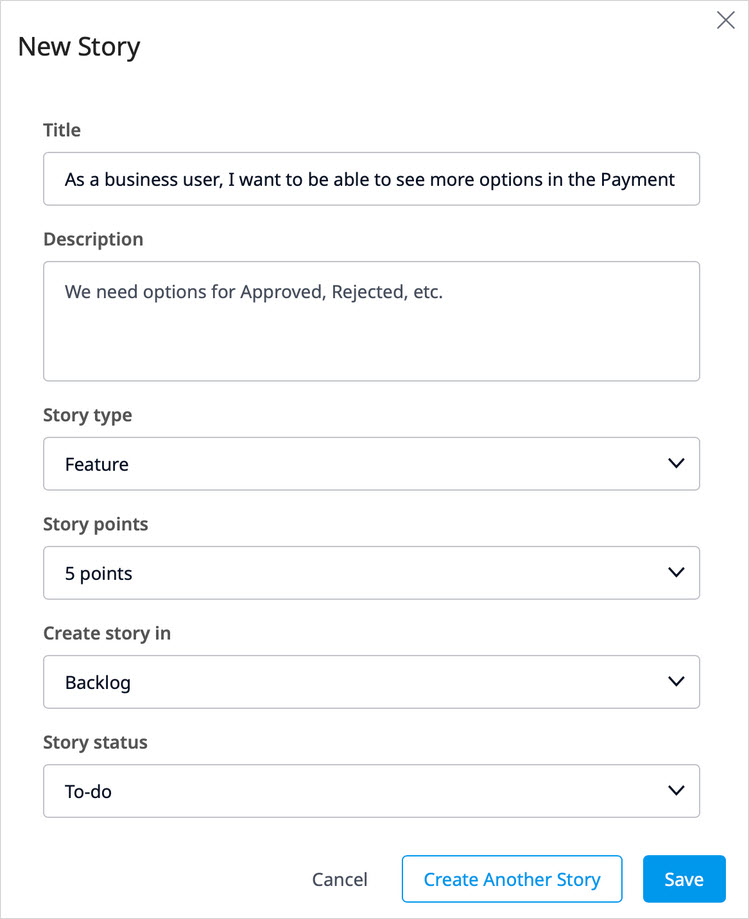 New Story
Title
As a business user, I want to be able to see more options in the Payment
Description
We need options for Approved, Rejected, etc.
Story type
Feature
Story points
5 points
Create story in
Backlog
Story status
To-do
Cancel
Create Another Story
Save